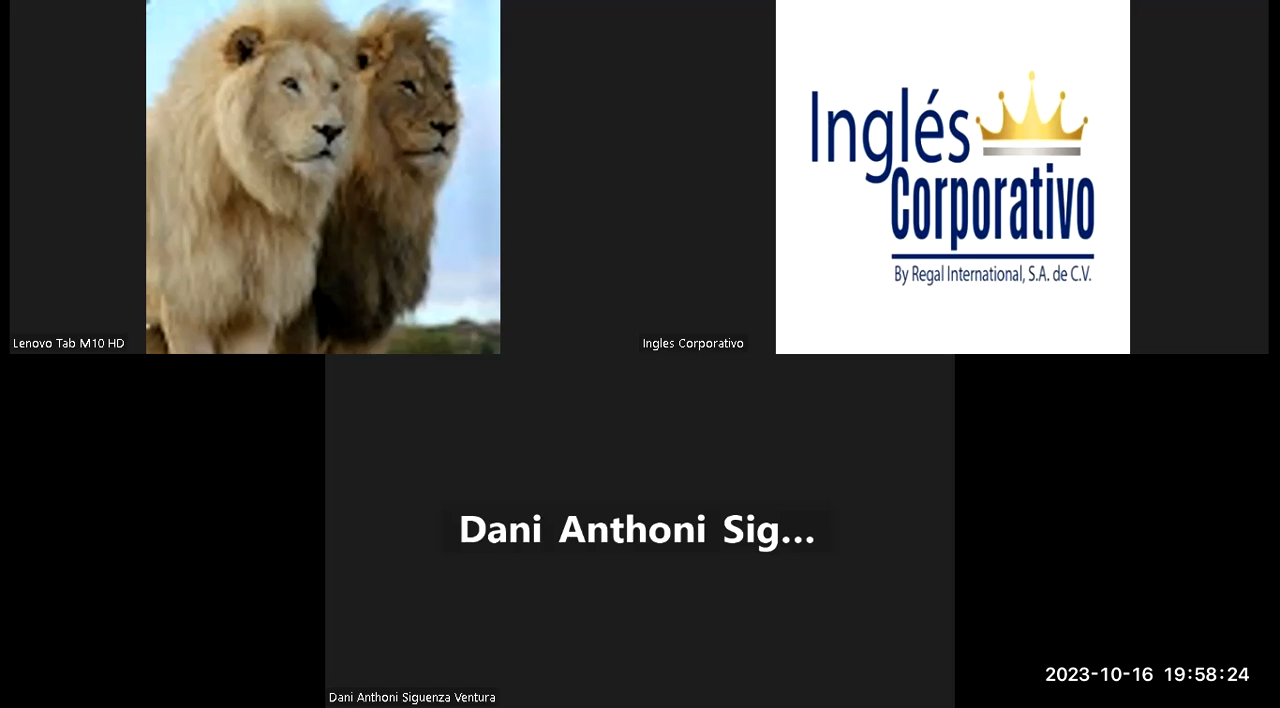 Inglés
Corporativo
By Regal International, S.A. de C.V.
Lenovo Tab M10 HD
Ingles Corporativo
Dani Anthoni Sig...
Dani Anthoni Siguenza Ventura
2023-10-16 19:58:24